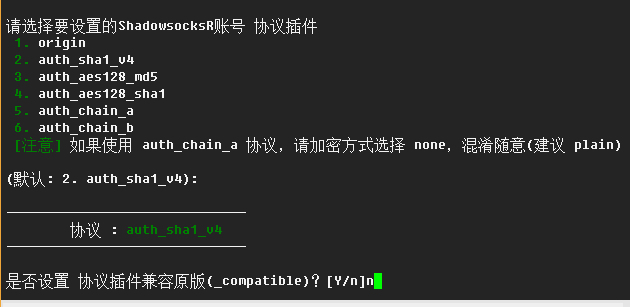 请选择要设置的ShadowsocksR账号 协议插件
1. origin
2. auth_sha1_v4
3. auth_aes128_md5
4. auth_aes128_sha1
5. auth_chain_a
6. auth_chain_b
[注意] 如果使用 auth_chain_a 协议，请加密方式选择 none，混淆随意(建议 plain)
(默认: 2. auth_sha1_v4):
协议 : auth_sha1_v4
是否设置 协议插件兼容原版(_compatible)？[Y/n]n